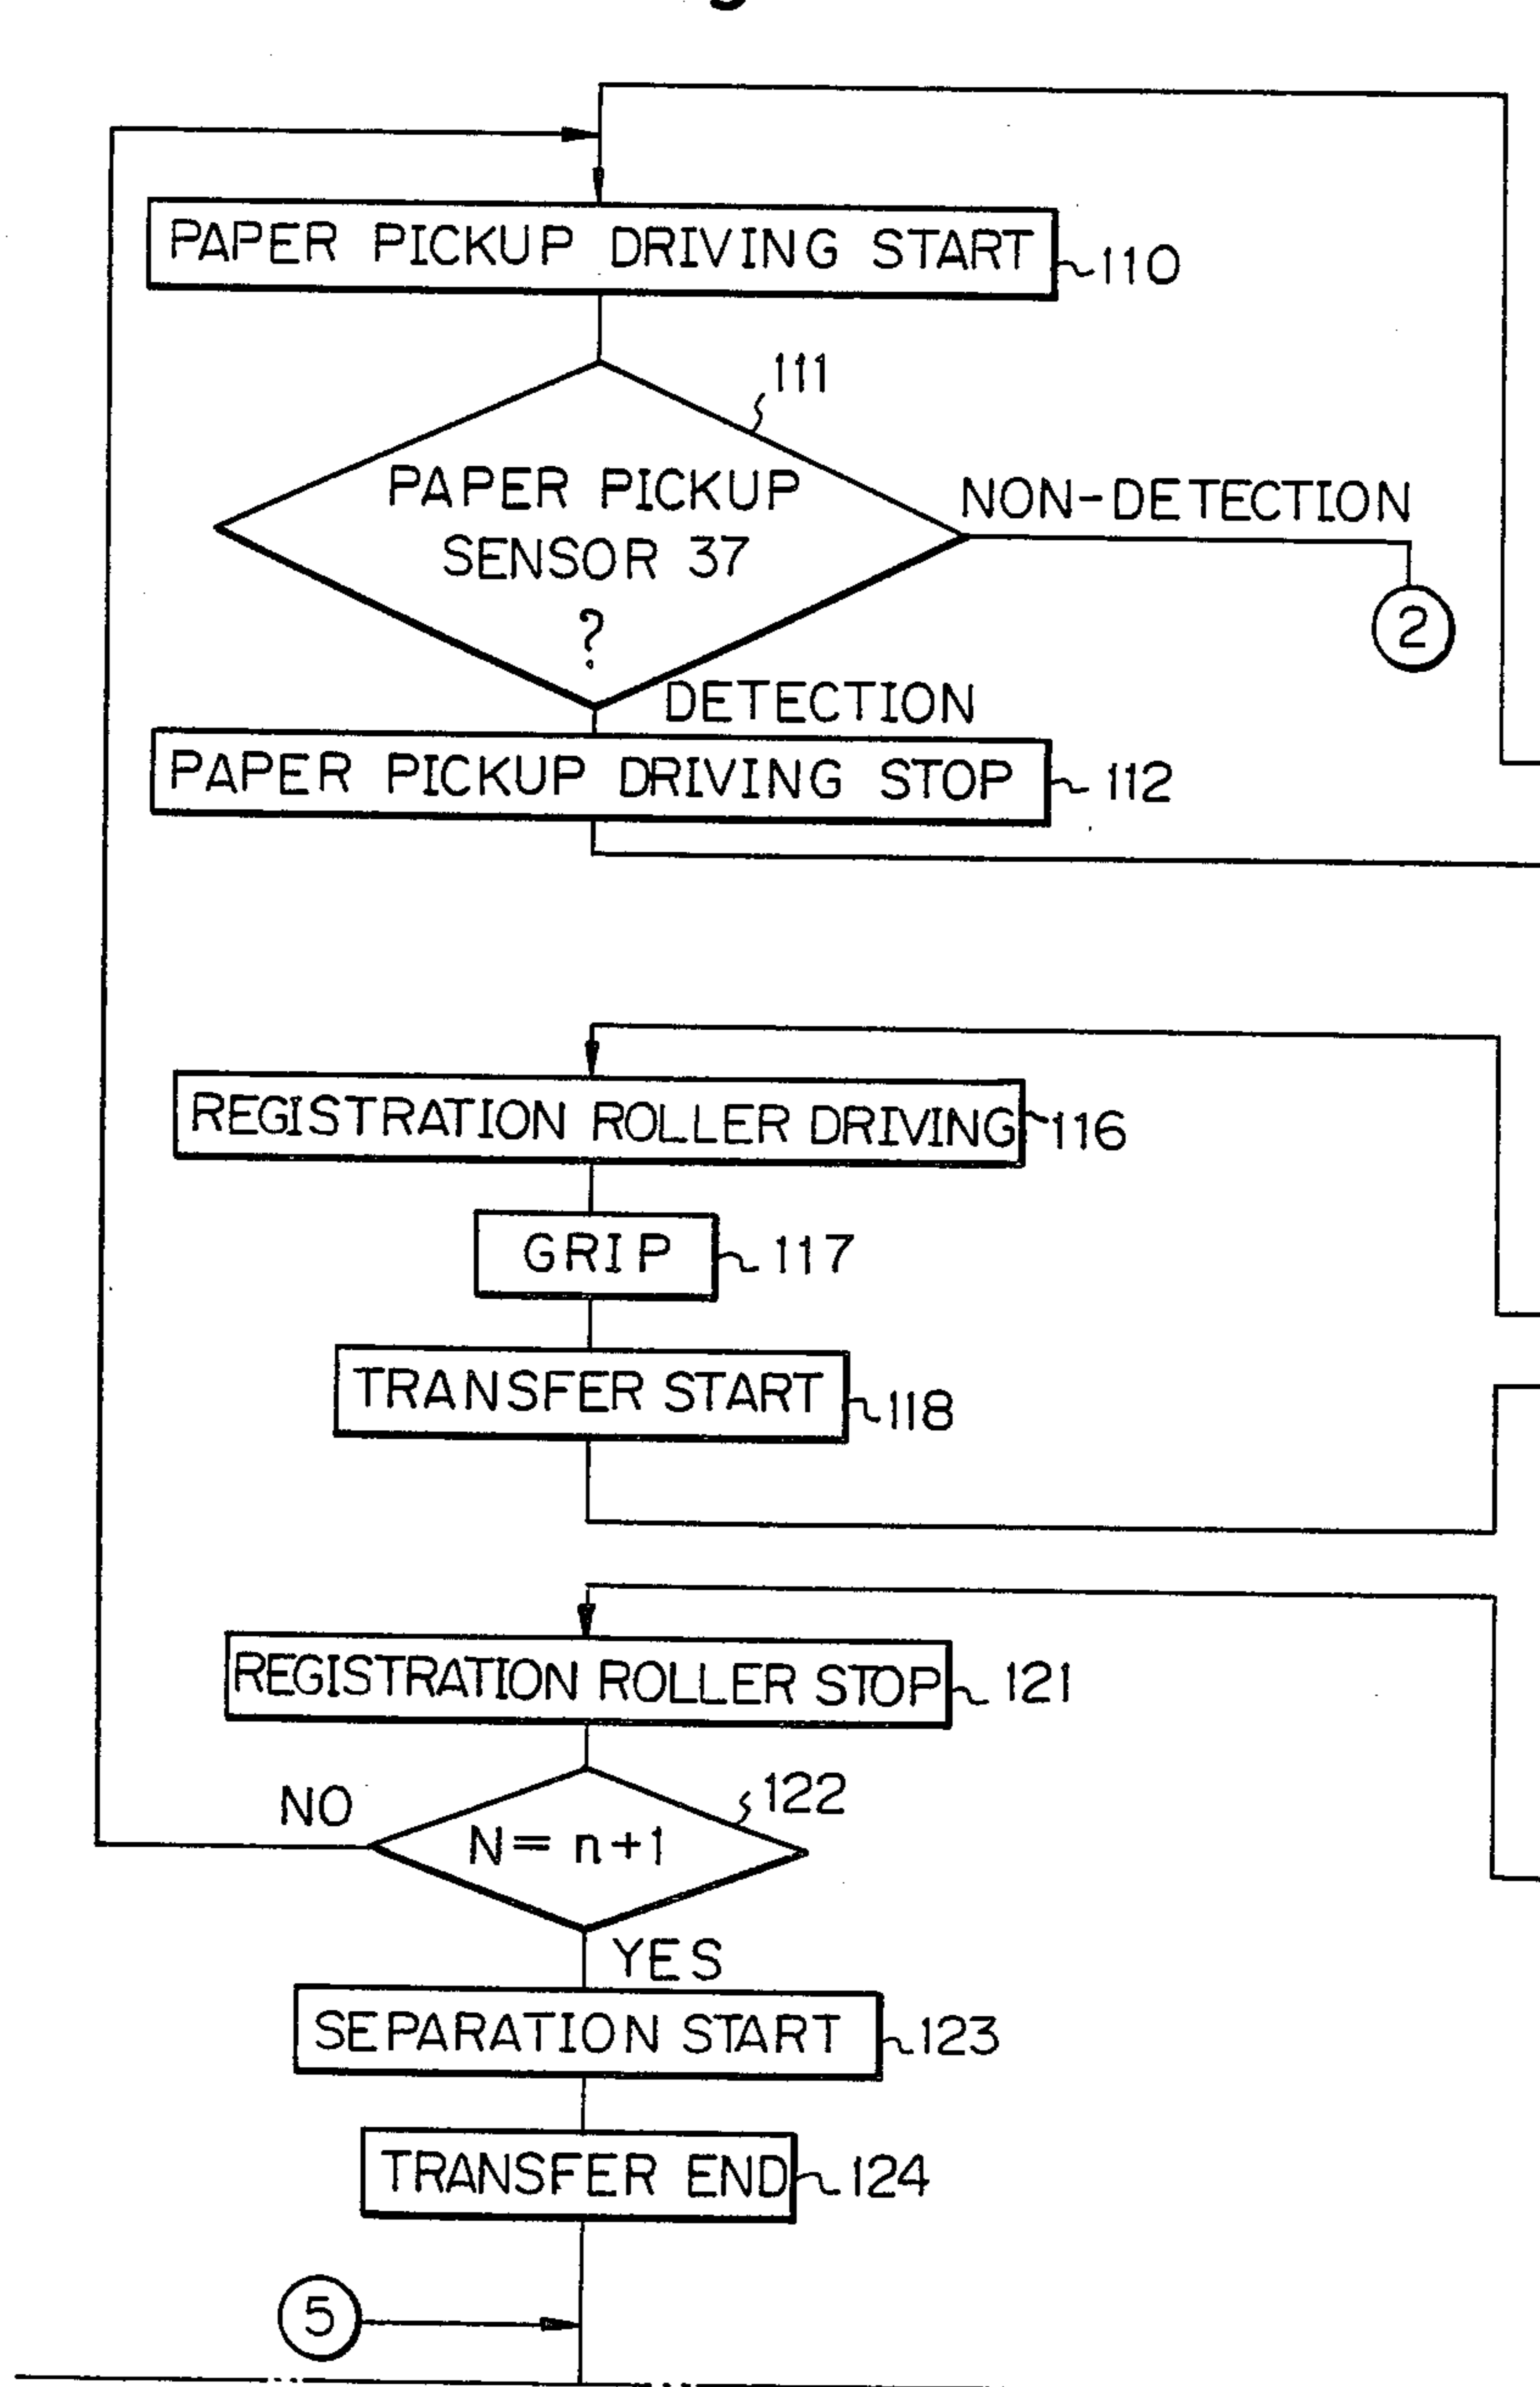 PAPER PICKUP DRIVING START 110
111
PAPER PICKUP
SENSOR 37
?
NON-DETECTION
2
DETECTION
PAPER PICKUP DRIVING STOP 112
REGISTRATION ROLLER DRIVING 116
GRIP 117
TRANSFER START 118
REGISTRATION ROLLER STOP 121
122
NO
N= n+1
YES
SEPARATION START 123
TRANSFER END 124
5